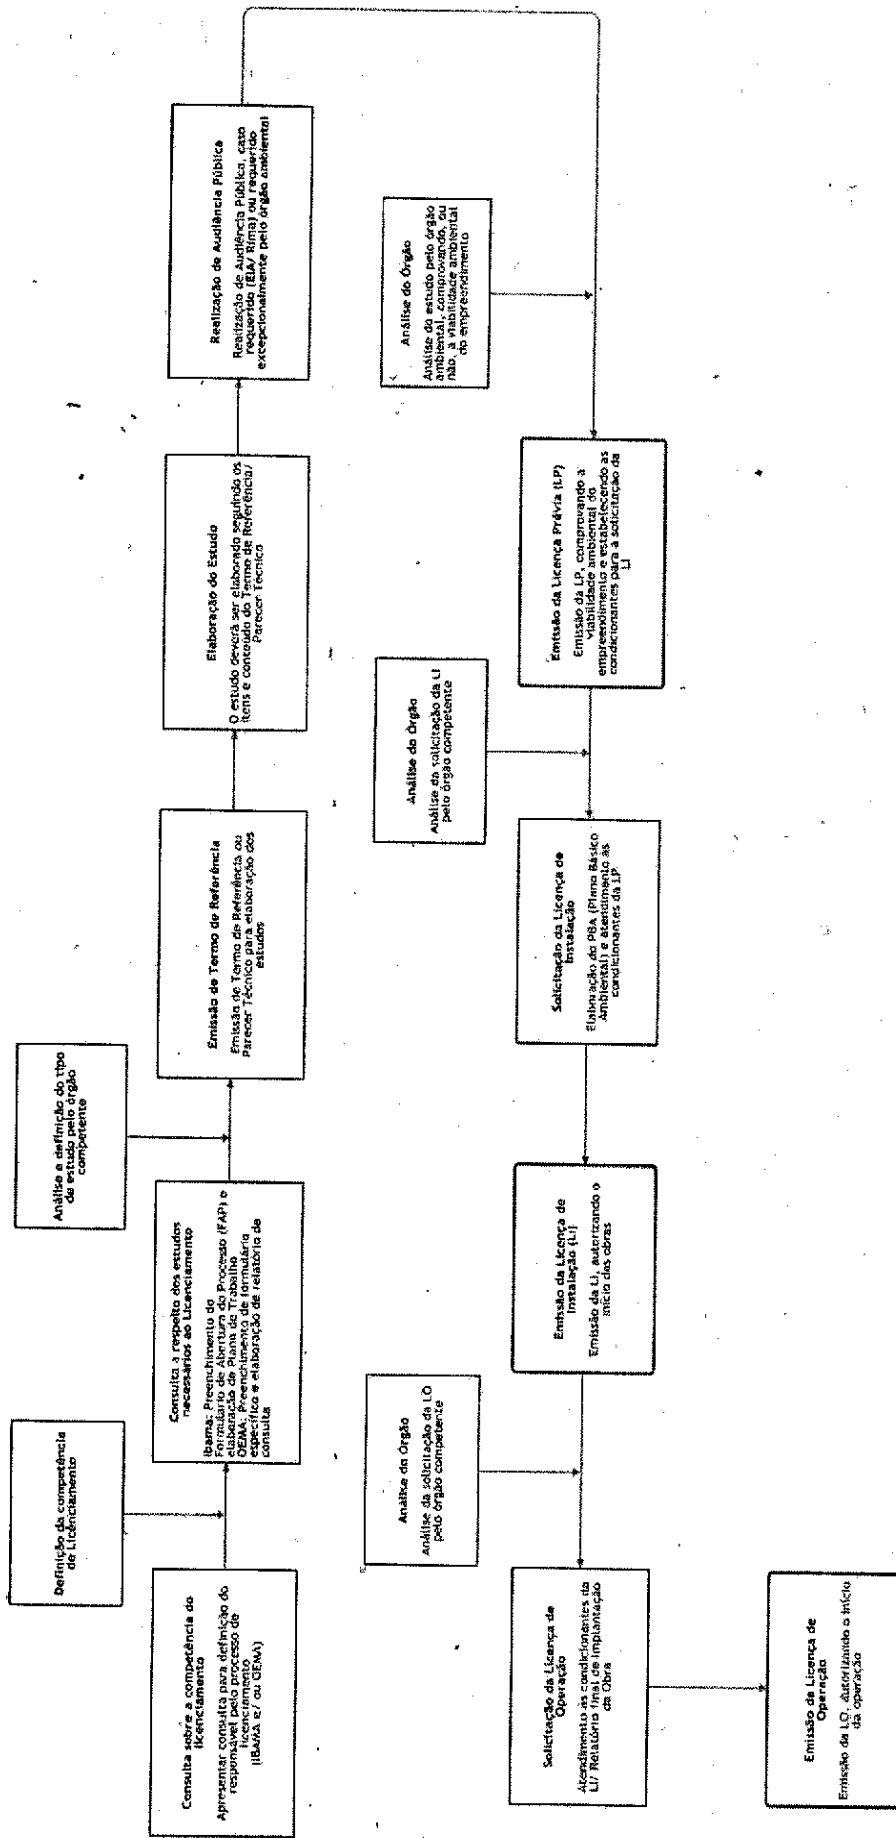 Definição da competência
de Licenciamento
Análise e definição do tipo
de estudo pelo órgão
competente
Consulta sobre a competência do
licenciamento
Apresentar consulta para definição do
responsável pelo processo de
licenciamento
(IBAMA e/ ou OEMA)
Consulta a respeito dos estudos
necessários ao Licenciamento
Ibama: Preenchimento do
Formulário de Abertura do Processo (FAP) e
elaboração de Plano de Trabalho
OEMA: Preenchimento de formulário
específico e elaboração de relatório de
consulta
Emissão de Termo de Referência
Emissão de Termo de Referência ou
Parecer Técnico para elaboração dos
estudos
Elaboração do Estudo
O estudo deverá ser elaborado seguindo os
itens e conteúdo do Termo de Referência/
Parecer Técnico
Realização de Audiência Pública
Realização de Audiência Pública, caso
requerido (EIA/ Rima) ou requerido
excepcionalmente pelo órgão ambiental
Análise do Órgão
Análise do estudo pelo órgão
ambiental, comprovando, ou
não, a viabilidade ambiental
do empreendimento
Emissão da Licença Prévia (LP)
Emissão da LP, comprovando a
viabilidade ambiental do
empreendimento e estabelecendo as
condicionantes para a solicitação da
LI
Análise do Órgão
Análise da solicitação da LI
pelo órgão competente
Solicitação da Licença de
Instalação
Elaboração do PBA (Plano Básico
Ambiental) e atendimento as
condicionantes da LP
Emissão da Licença de
Instalação (LI)
Emissão da LI, autorizando o
início das obras
Análise do Órgão
Análise da solicitação da LO
pelo órgão competente
Solicitação da Licença de
Operação
Atendimento às condicionantes da
LI/ Relatório final de implantação
da Obra
Emissão da Licença de
Operação
Emissão da LO, autorizando o início
da operação